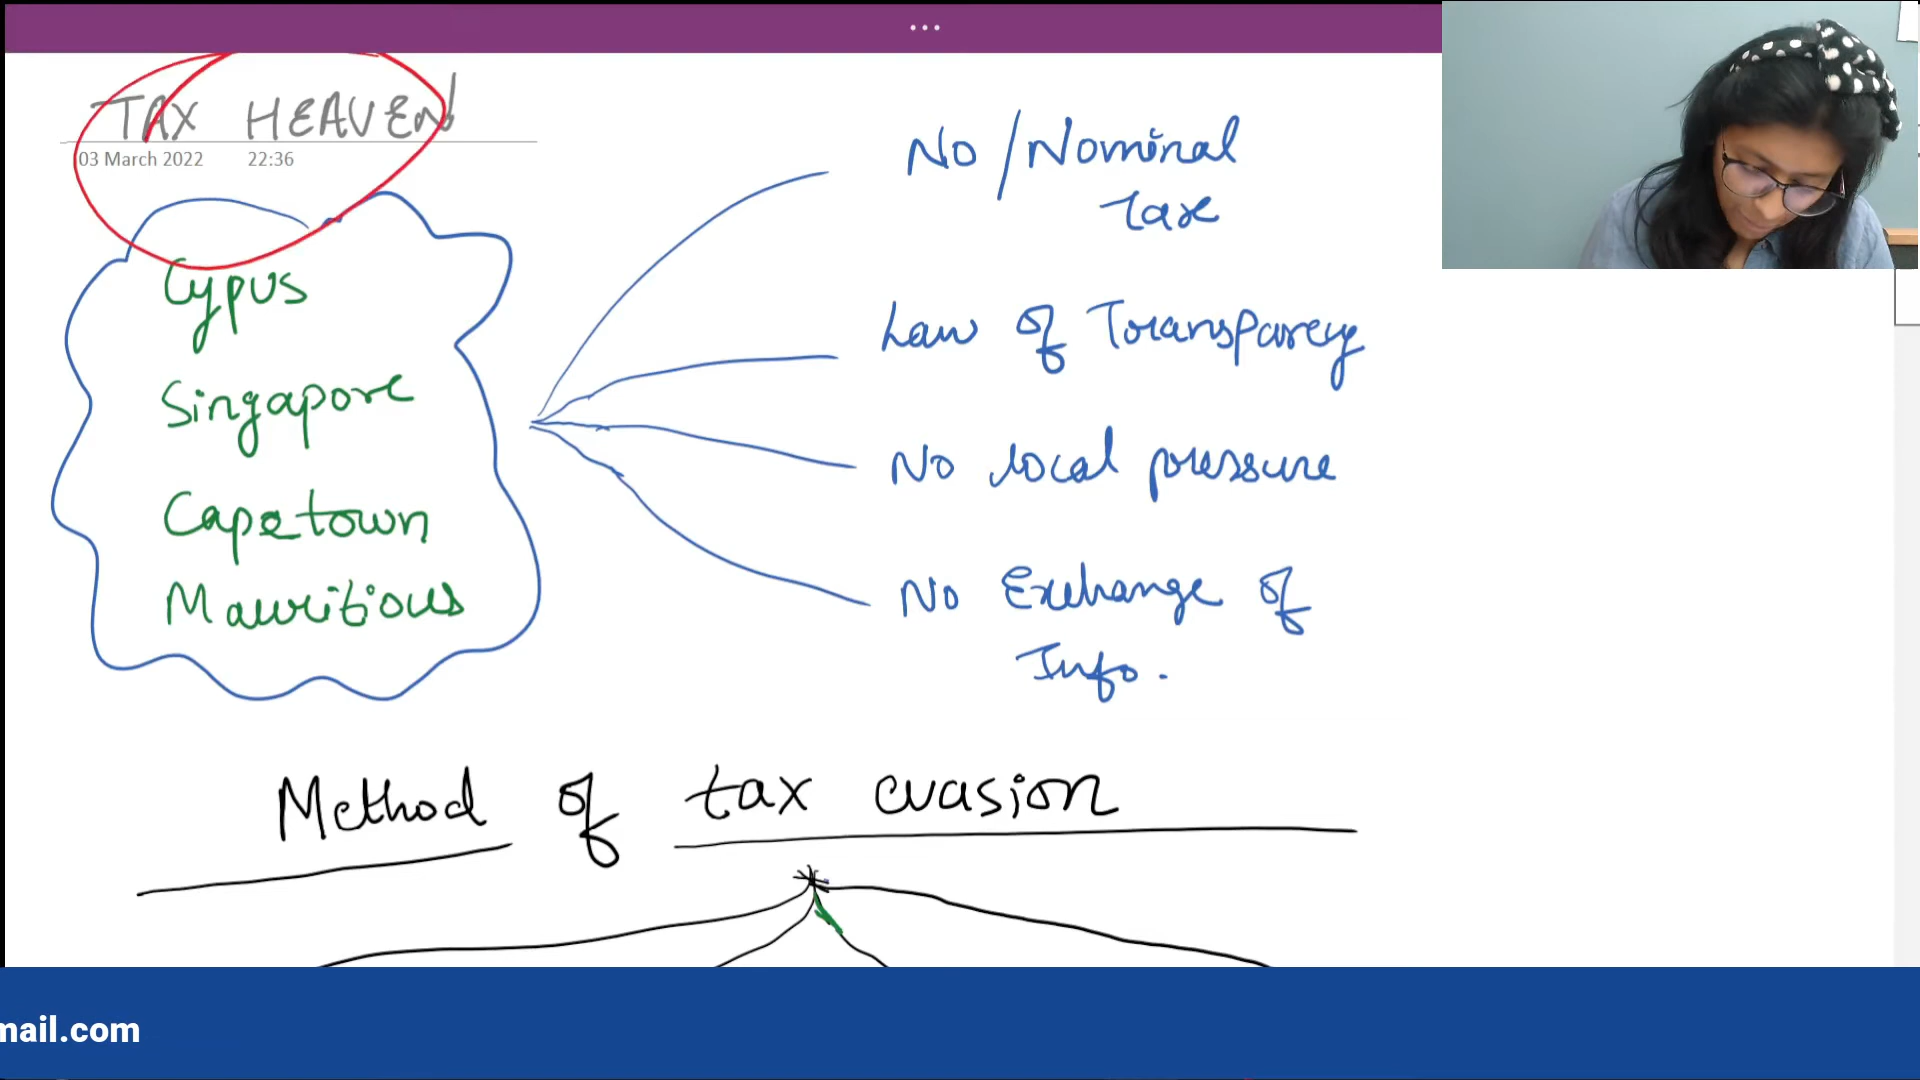 TAX HEAVEN
03 March 2022 22:36
Cypus
Singapore
Capetown
Mauritious
No / Nominal
tax
Law of Transparecy
No local pressure
No Exchange of
Info.
Method of tax evasion
mail.com